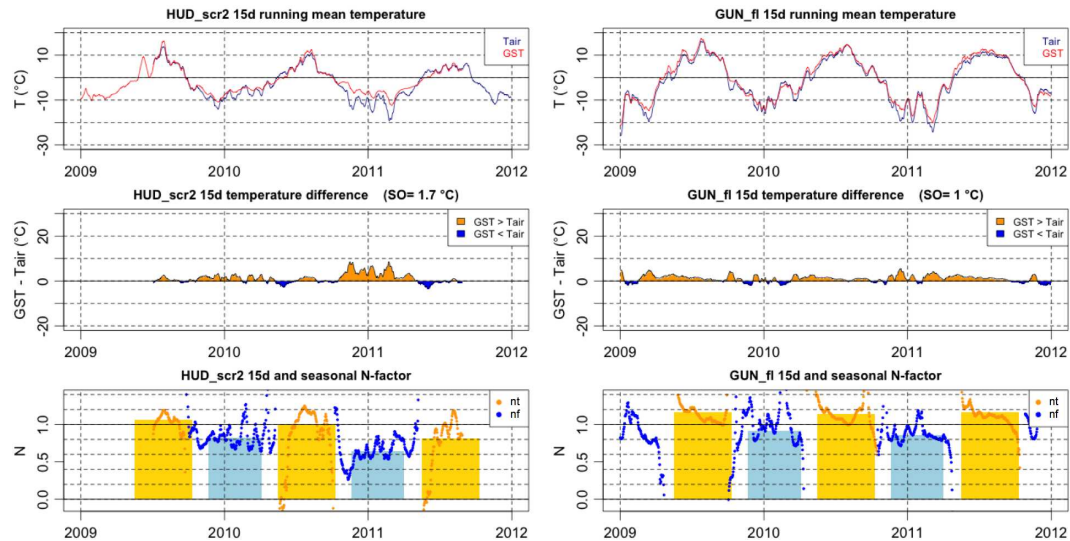 HUD_scr2 15d running mean temperature
T (°C)
10
-10
-30
Tair
GST
2009 2010 2011 2012
GUN_fl 15d running mean temperature
T (°C)
10
-10
-30
Tair
GST
2009 2010 2011 2012
HUD_scr2 15d temperature difference (SO= 1.7 °C)
GST - Tair (°C)
20
0
-20
GST > Tair
GST < Tair
2009 2010 2011 2012
GUN_fl 15d temperature difference (SO= 1 °C)
GST - Tair (°C)
20
0
-20
GST > Tair
GST < Tair
2009 2010 2011 2012
HUD_scr2 15d and seasonal N-factor
N
1.0
0.5
0.0
nt
nf
2009 2010 2011 2012
GUN_fl 15d and seasonal N-factor
N
1.0
0.5
0.0
nt
nf
2009 2010 2011 2012